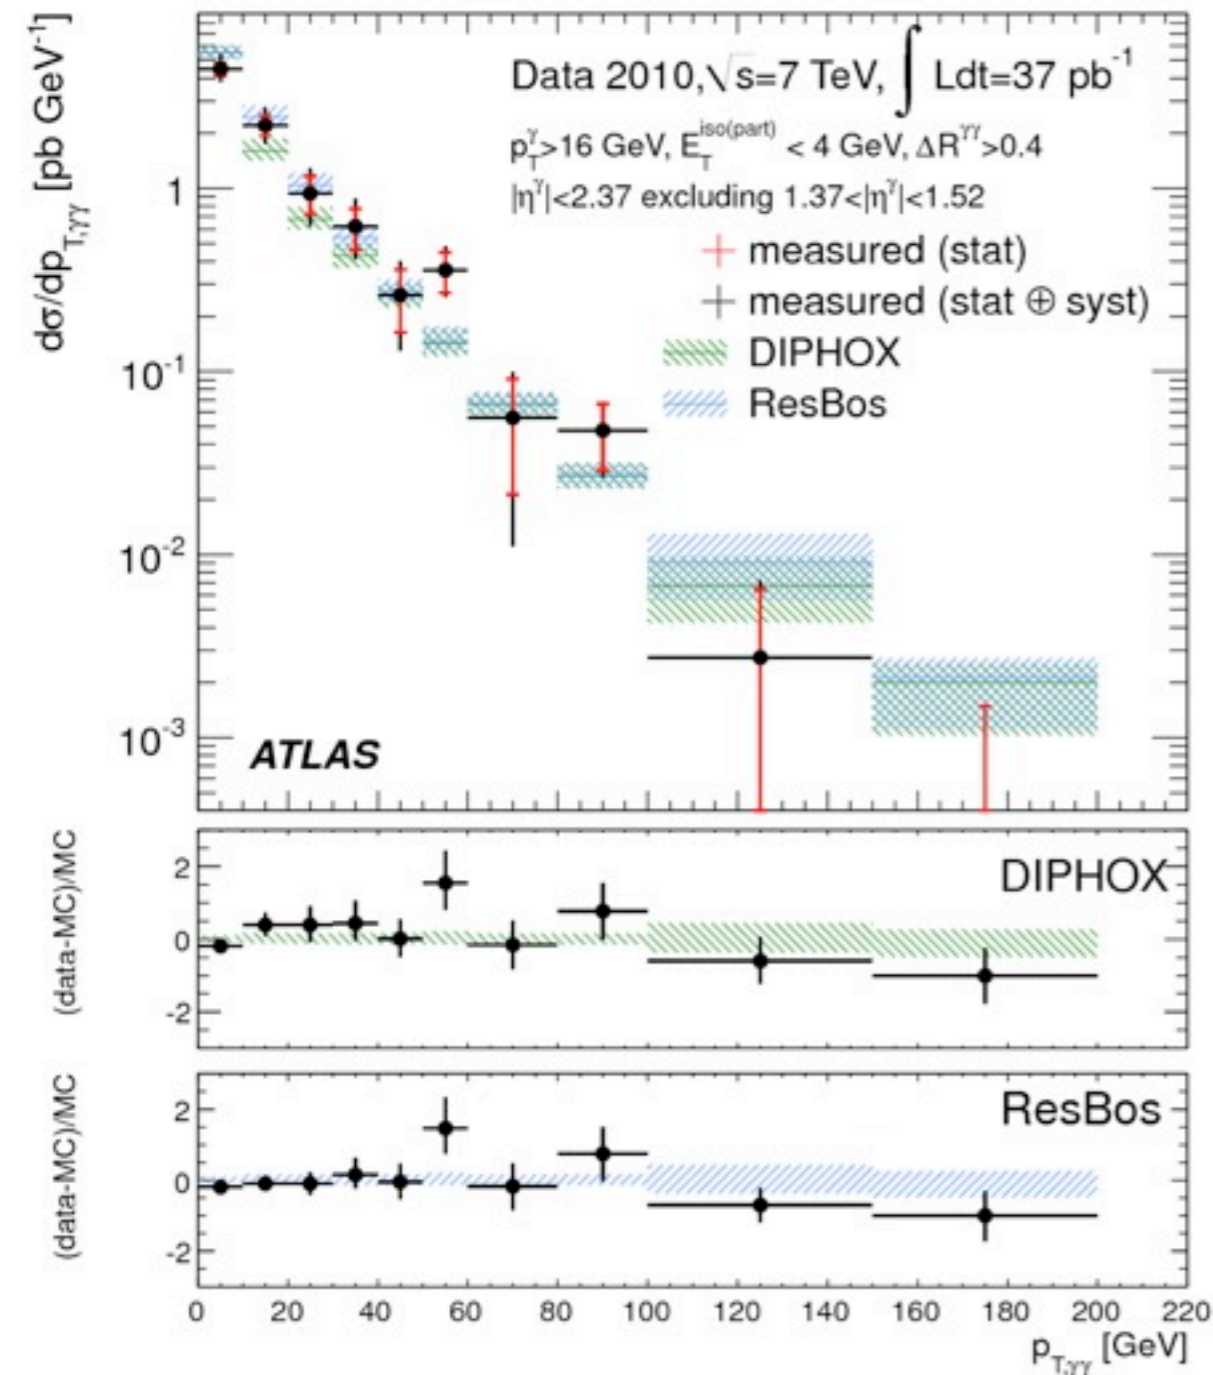 dσ/dp_{T,γγ} [pb GeV⁻¹]
Data 2010, √s=7 TeV, ∫ Ldt=37 pb⁻¹
p_T^γ>16 GeV, E_T^{iso(part)} < 4 GeV, ΔR^{γγ}>0.4
|η^γ|<2.37 excluding 1.37<|η^γ|<1.52
measured (stat)
measured (stat ⊕ syst)
DIPHOX
ResBos
1
10⁻¹
10⁻²
10⁻³
ATLAS
(data-MC)/MC
2
0
-2
DIPHOX
(data-MC)/MC
2
0
-2
ResBos
0 20 40 60 80 100 120 140 160 180 200 220
p_{T,γγ} [GeV]